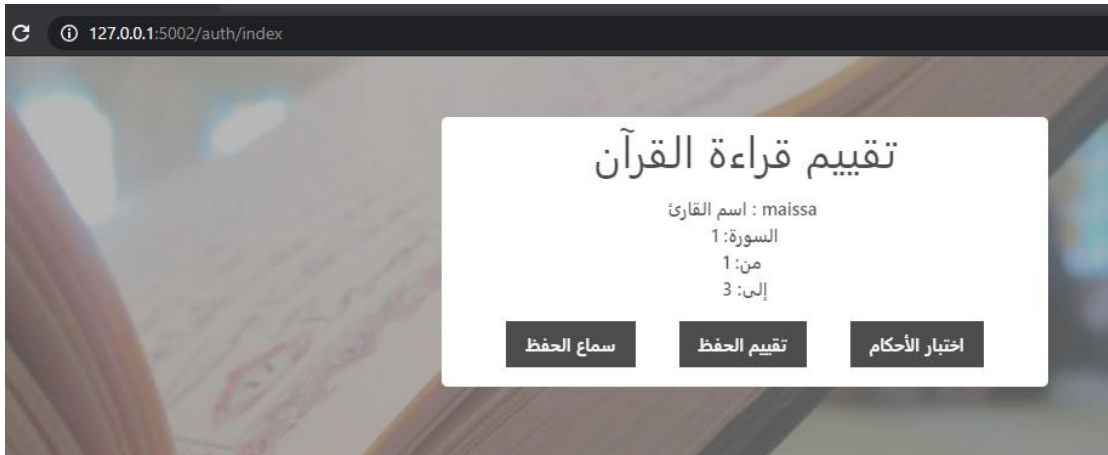 127.0.0.1:5002/auth/index
تقييم قراءة القرآن
maissa : اسم القارئ
السورة: 1
من: 1
إلى: 3
اختبار الأحكام
تقييم الحفظ
سماع الحفظ